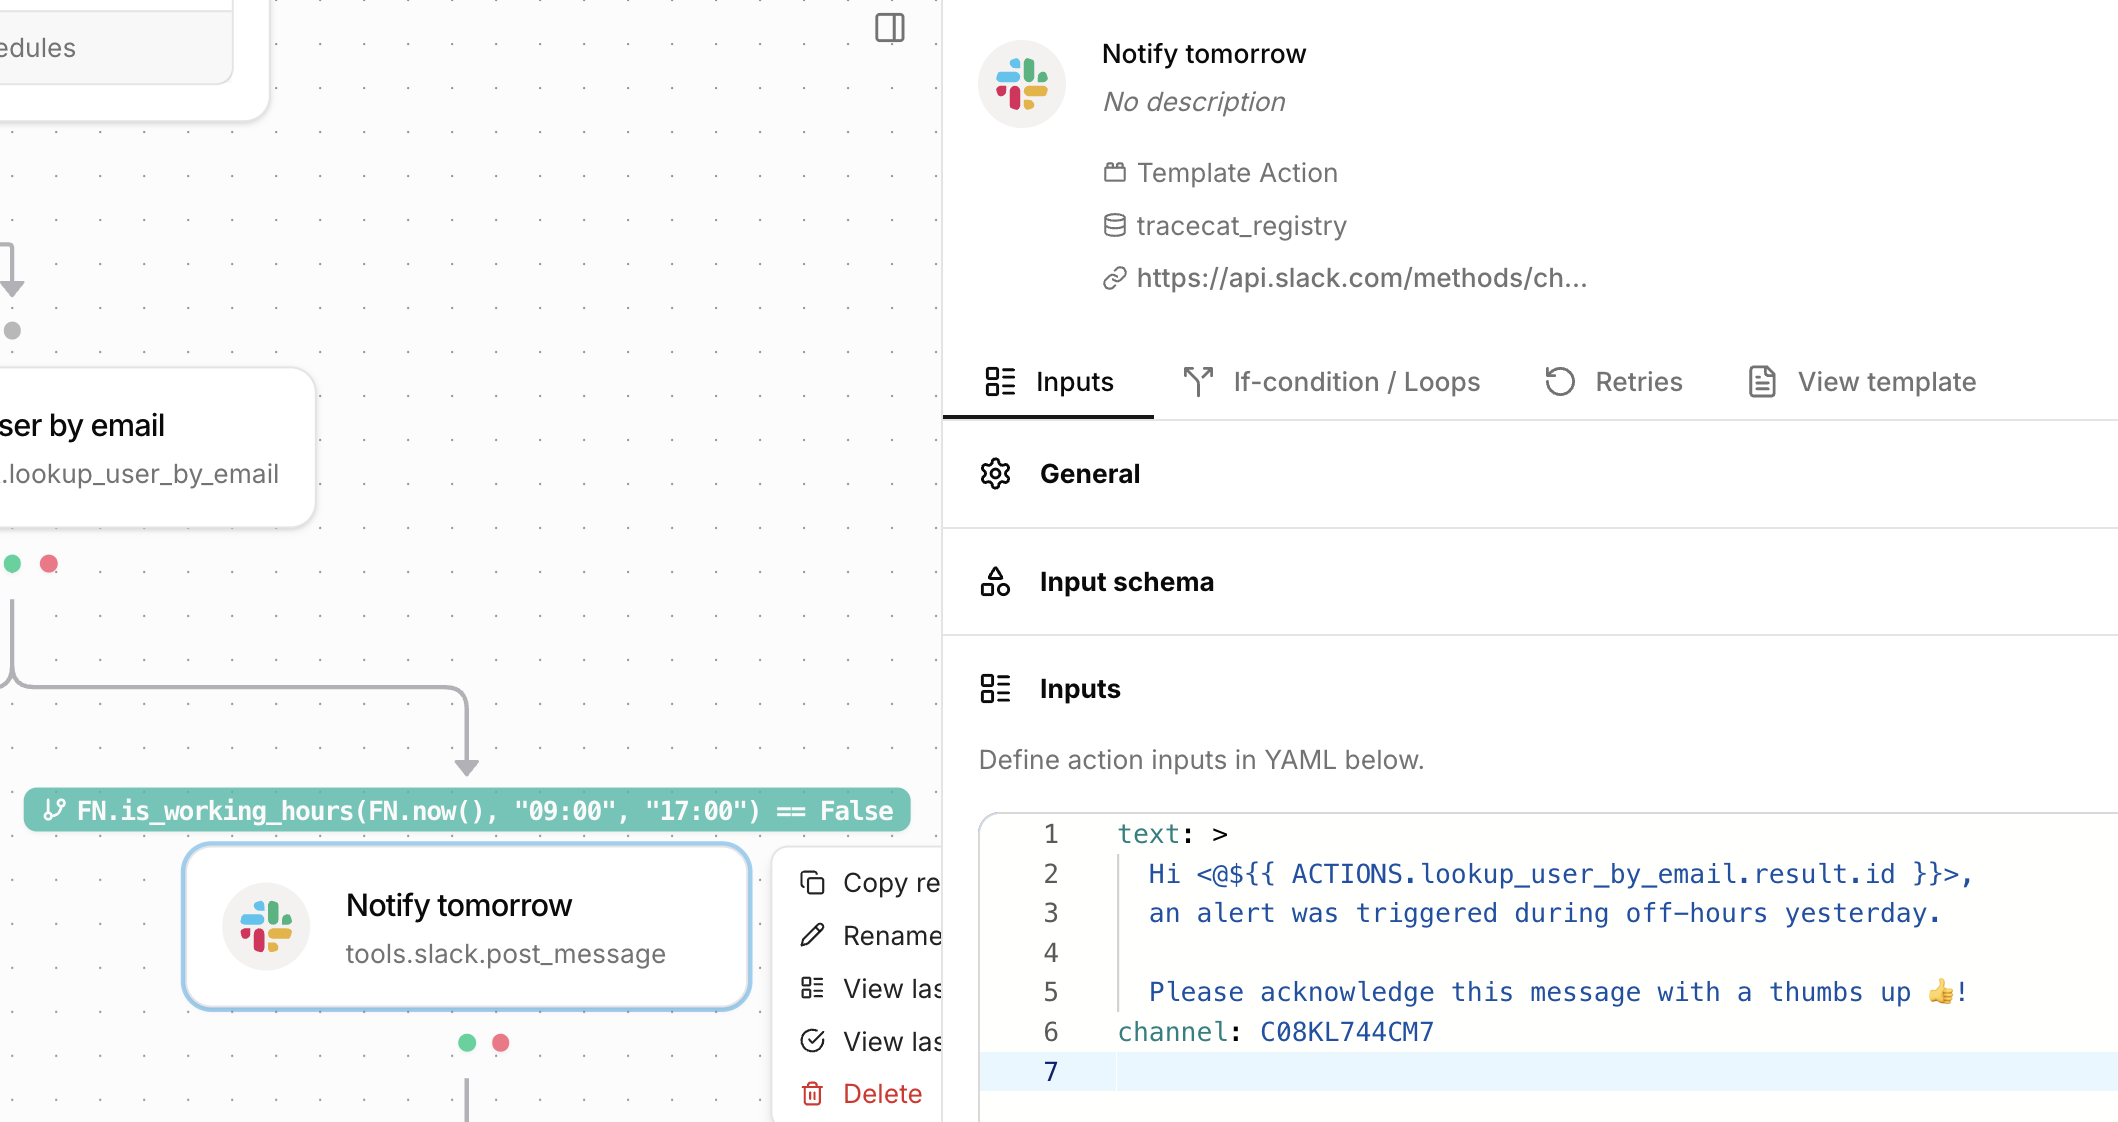 edules
ser by email
.lookup_user_by_email
FN.is_working_hours(FN.now(), "09:00", "17:00") == False
Notify tomorrow
tools.slack.post_message
Copy re
Rename
View las
View las
Delete
Notify tomorrow
No description
Template Action
tracecat_registry
https://api.slack.com/methods/ch...
Inputs If-condition / Loops Retries View template
General
Input schema
Inputs
Define action inputs in YAML below.
1 text: >
2 Hi <@${{ ACTIONS.lookup_user_by_email.result.id }}>,
3 an alert was triggered during off-hours yesterday.
4
5 Please acknowledge this message with a thumbs up 👍!
6 channel: C08KL744CM7
7